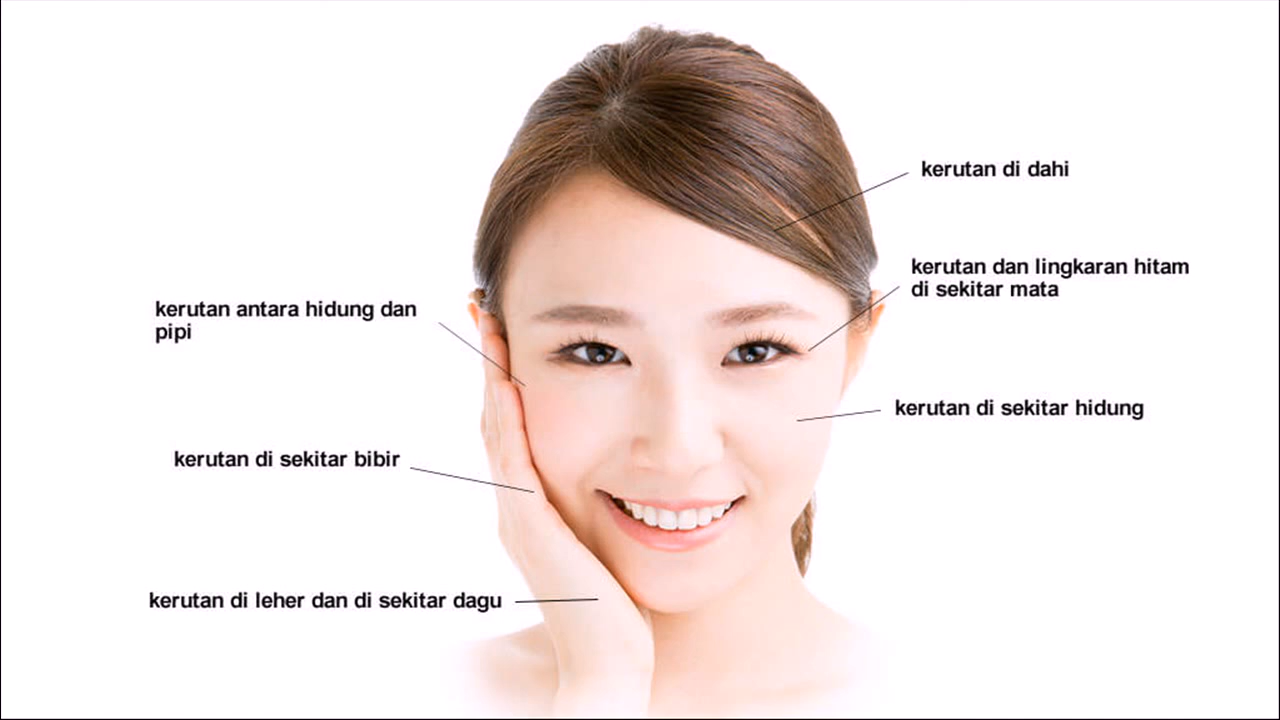 kerutan di dahi
kerutan dan lingkaran hitam
di sekitar mata
kerutan antara hidung dan
pipi
kerutan di sekitar hidung
kerutan di sekitar bibir
kerutan di leher dan di sekitar dagu